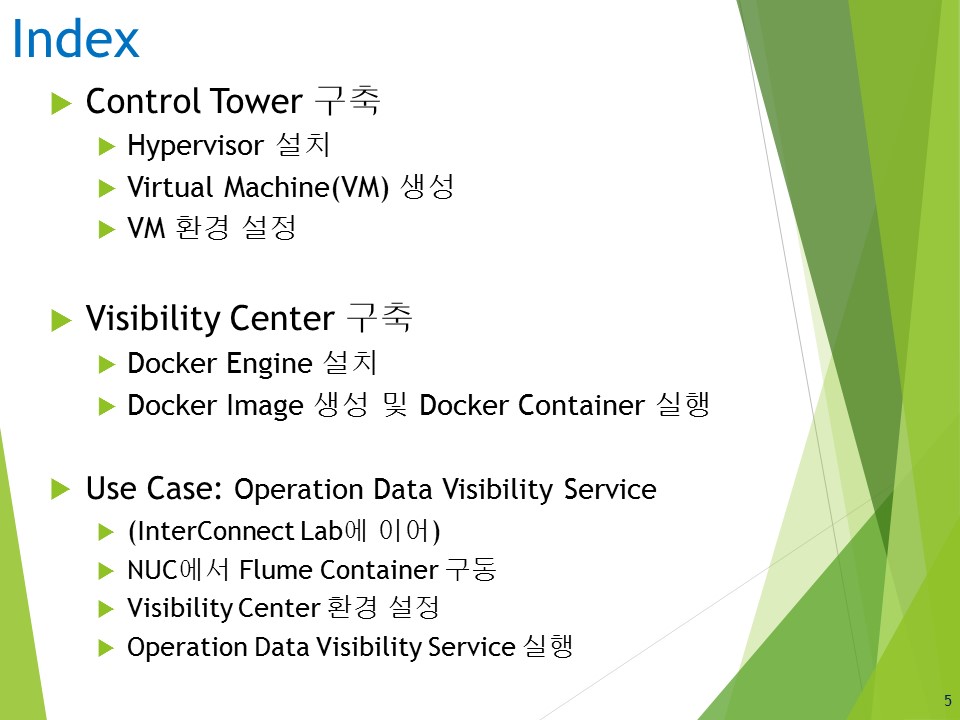 Index
Control Tower 구축
Hypervisor 설치
Virtual Machine(VM) 생성
VM 환경 설정
Visibility Center 구축
Docker Engine 설치
Docker Image 생성 및 Docker Container 실행
Use Case: Operation Data Visibility Service
(InterConnect Lab에 이어)
NUC에서 Flume Container 구동
Visibility Center 환경 설정
Operation Data Visibility Service 실행
5